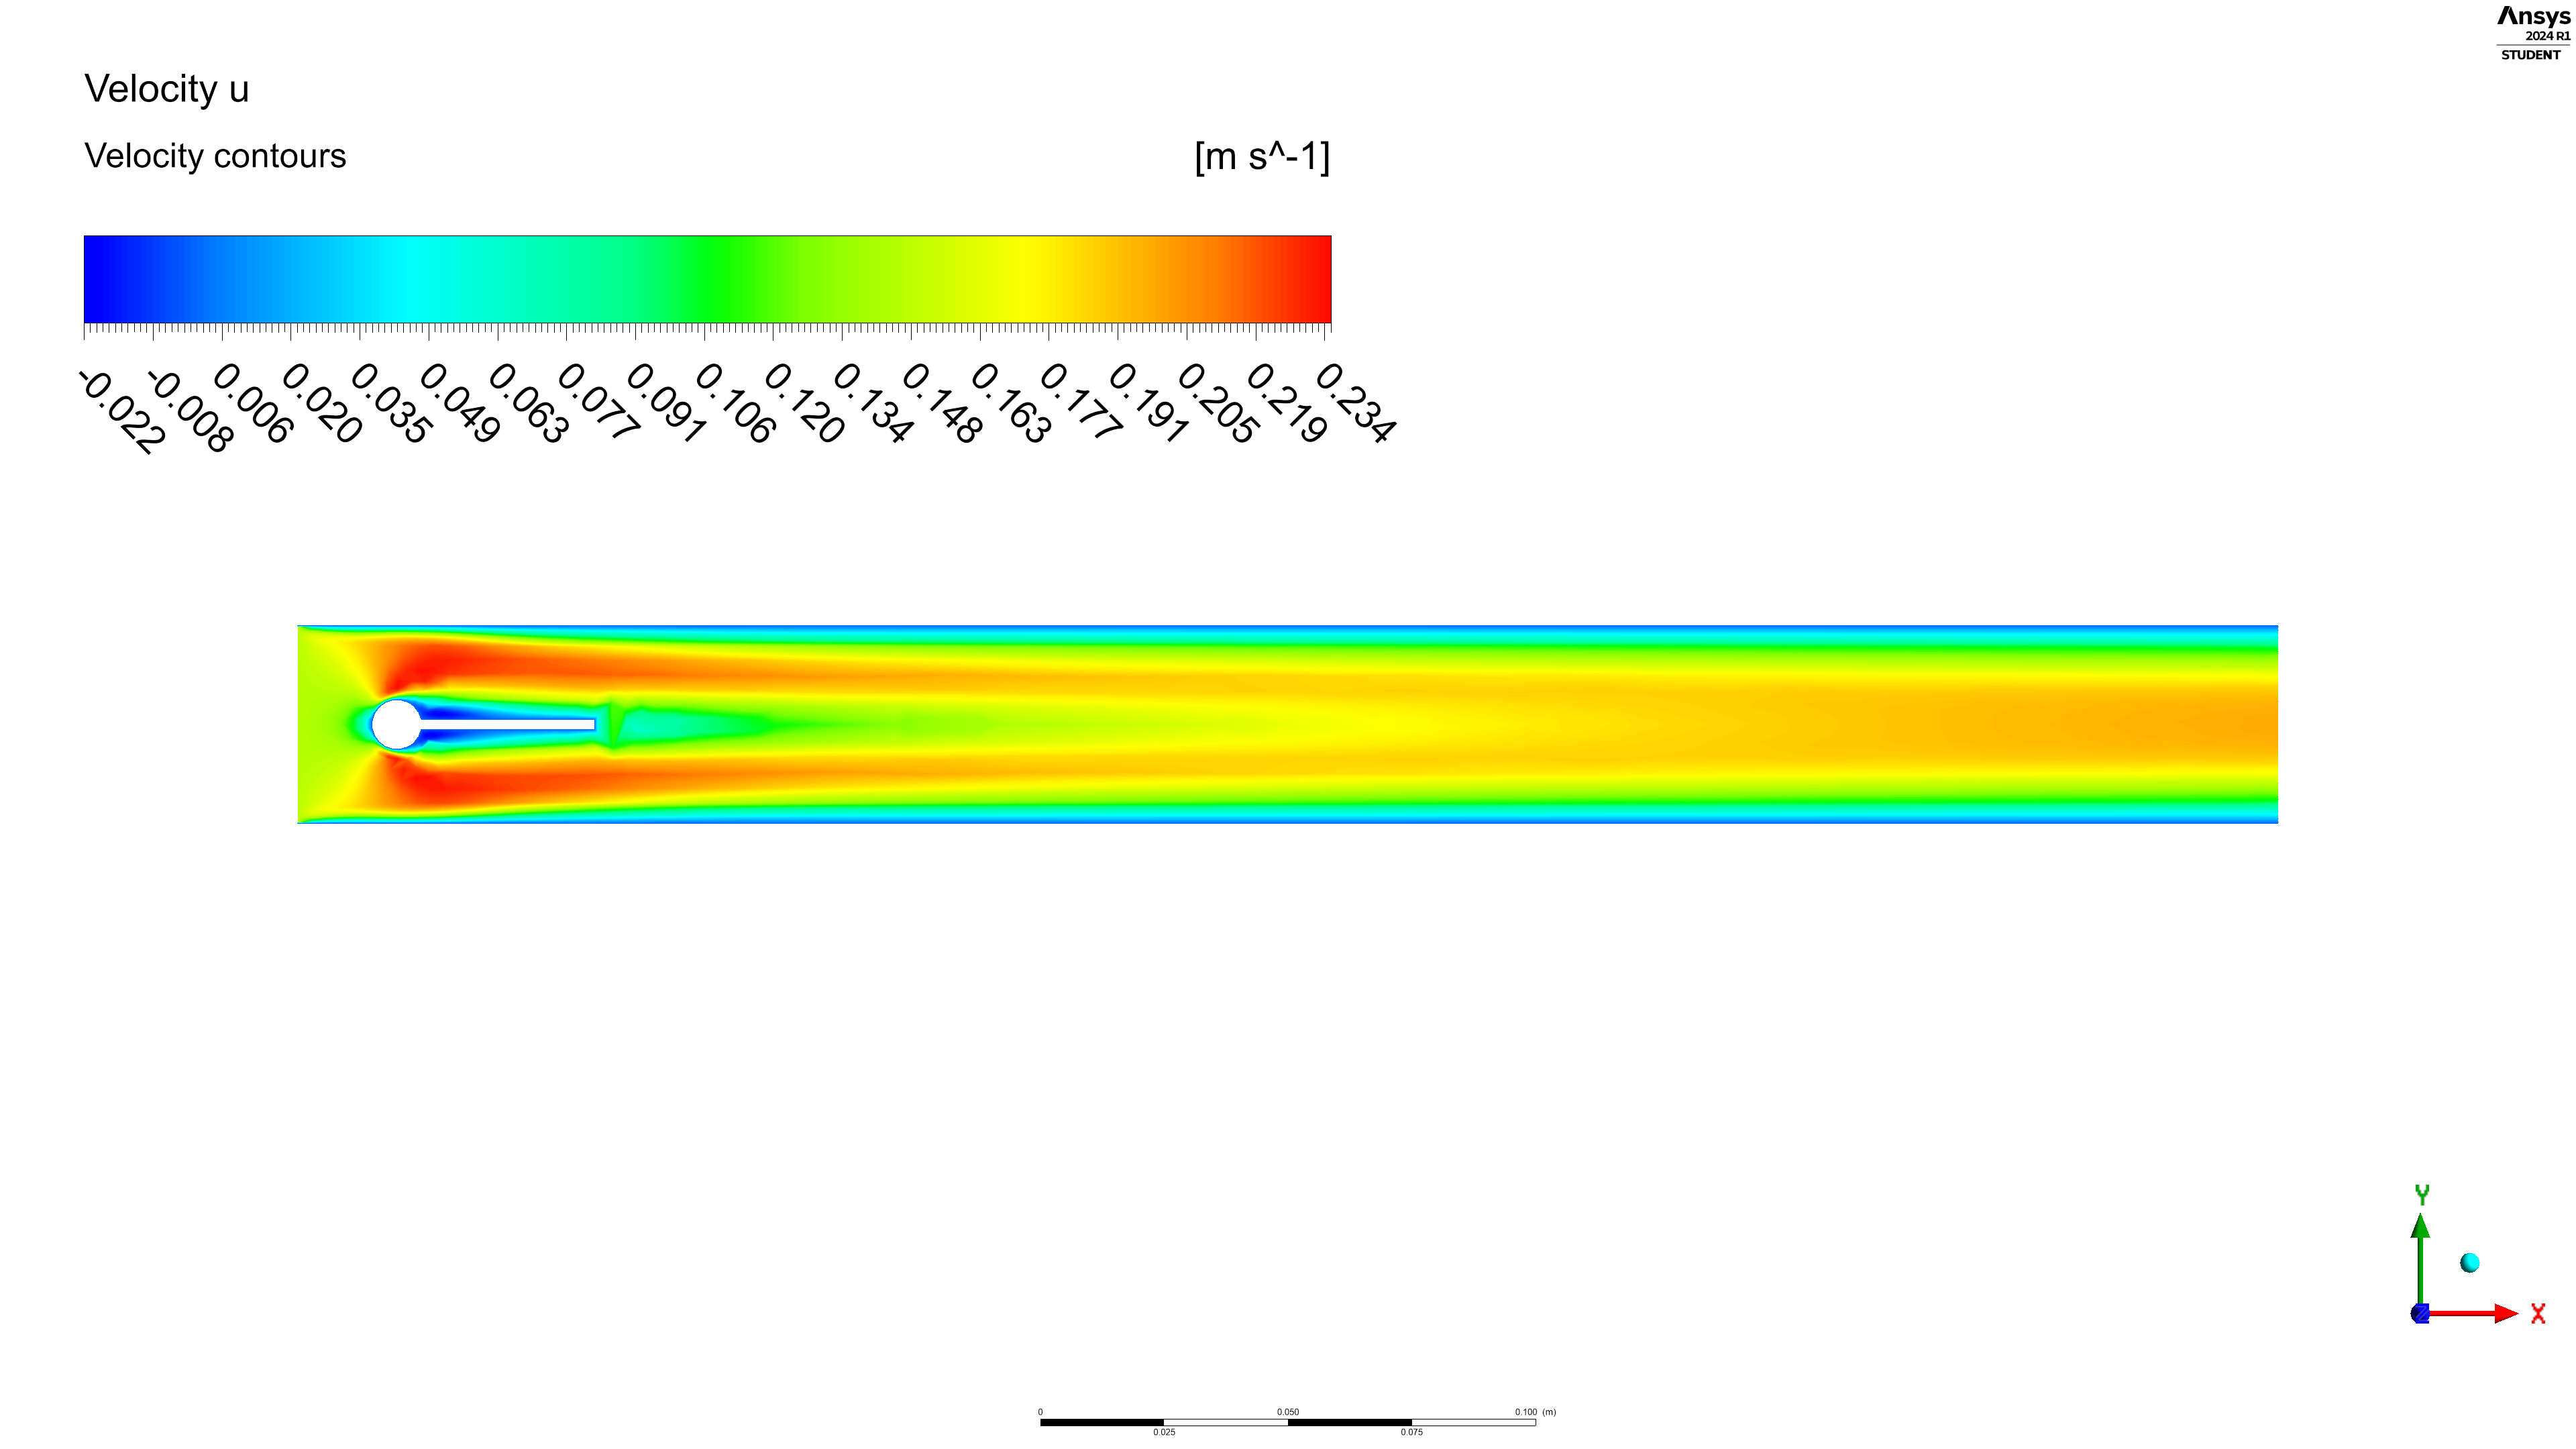 Ansys
2024 R1
STUDENT
Velocity u
Velocity contours
[m s^-1]
-0.022
-0.008
0.006
0.020
0.035
0.049
0.063
0.077
0.091
0.106
0.120
0.134
0.148
0.163
0.177
0.191
0.205
0.219
0.234
Y
Z
X
0
0.050
0.100 (m)
0.025
0.075